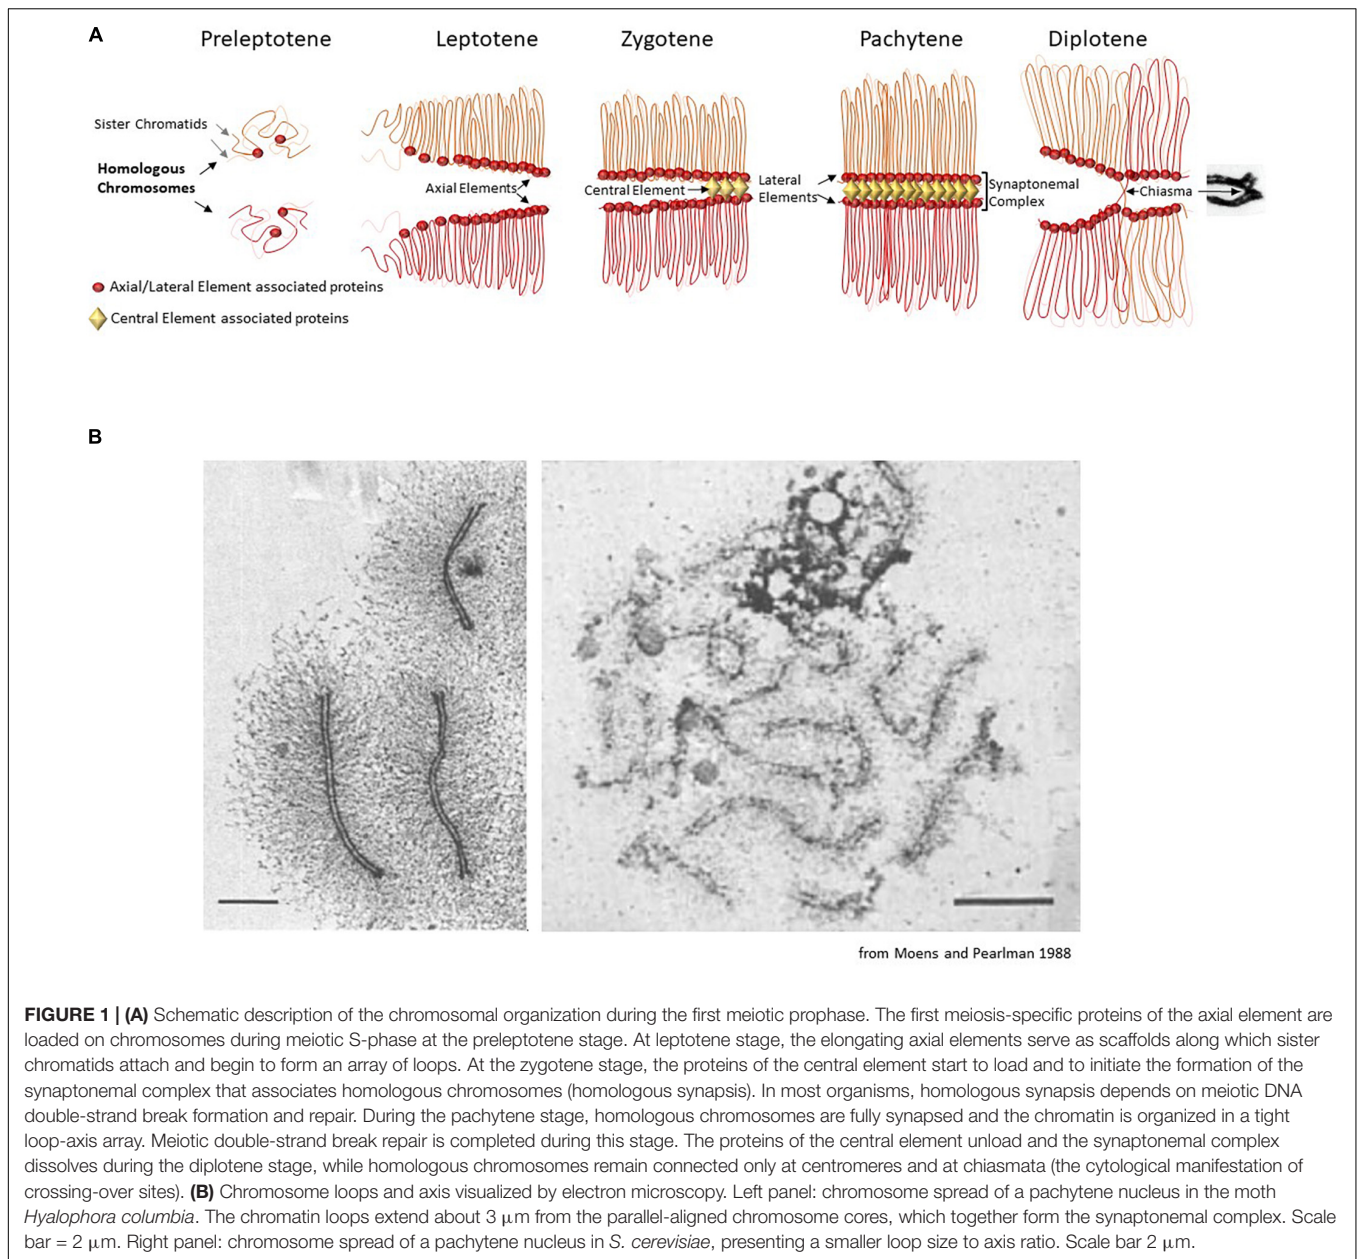 A
Preleptotene Leptotene Zygotene Pachytene Diplotene
Sister Chromatids
Homologous
Chromosomes
Axial Elements
Central Element
Lateral
Elements
Synaptonemal
Complex
Chiasma
Axial/Lateral Element associated proteins
Central Element associated proteins
B
from Moens and Pearlman 1988
FIGURE 1 | (A) Schematic description of the chromosomal organization during the first meiotic prophase. The first meiosis-specific proteins of the axial element are
loaded on chromosomes during meiotic S-phase at the preleptotene stage. At leptotene stage, the elongating axial elements serve as scaffolds along which sister
chromatids attach and begin to form an array of loops. At the zygotene stage, the proteins of the central element start to load and to initiate the formation of the
synaptonemal complex that associates homologous chromosomes (homologous synapsis). In most organisms, homologous synapsis depends on meiotic DNA
double-strand break formation and repair. During the pachytene stage, homologous chromosomes are fully synapsed and the chromatin is organized in a tight
loop-axis array. Meiotic double-strand break repair is completed during this stage. The proteins of the central element unload and the synaptonemal complex
dissolves during the diplotene stage, while homologous chromosomes remain connected only at centromeres and at chiasmata (the cytological manifestation of
crossing-over sites). (B) Chromosome loops and axis visualized by electron microscopy. Left panel: chromosome spread of a pachytene nucleus in the moth
Hyalophora columbia. The chromatin loops extend about 3 μm from the parallel-aligned chromosome cores, which together form the synaptonemal complex. Scale
bar = 2 μm. Right panel: chromosome spread of a pachytene nucleus in S. cerevisiae, presenting a smaller loop size to axis ratio. Scale bar 2 μm.